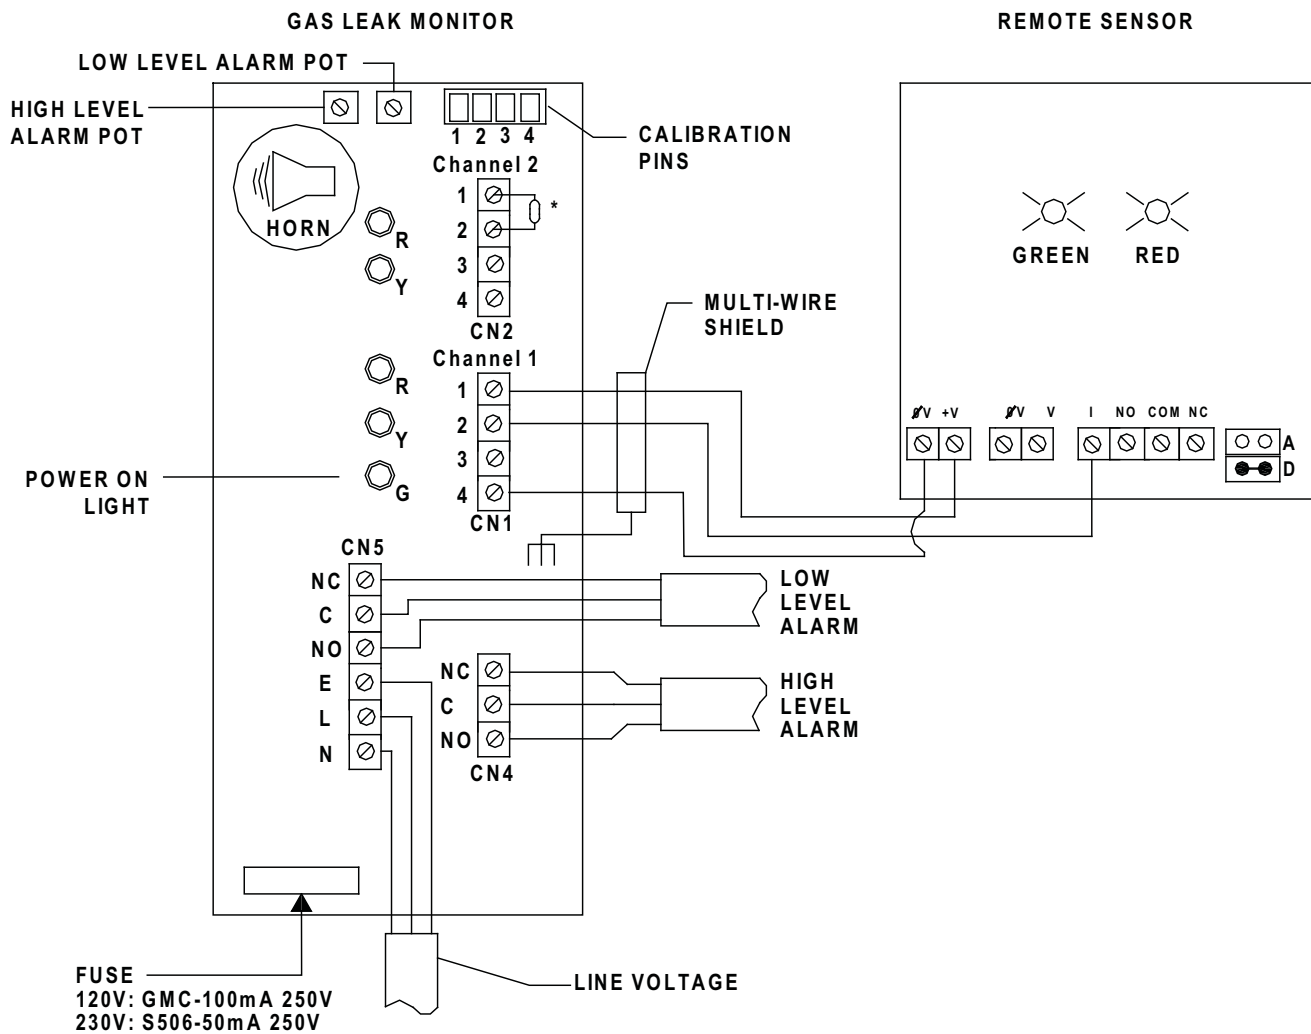 GAS LEAK MONITOR
REMOTE SENSOR
LOW LEVEL ALARM POT
HIGH LEVEL
ALARM POT
1 2 3 4
CALIBRATION
PINS
HORN
Channel 2
1
2
3
4
*
CN2
R
Y
Channel 1
1
2
3
4
CN1
R
Y
G
POWER ON
LIGHT
MULTI-WIRE
SHIELD
GREEN
RED
ØV +V ØV V I NO COM NC
A
D
CN5
NC
C
NO
E
L
N
LOW
LEVEL
ALARM
NC
C
NO
CN4
HIGH
LEVEL
ALARM
FUSE
120V: GMC-100mA 250V
230V: S506-50mA 250V
LINE VOLTAGE